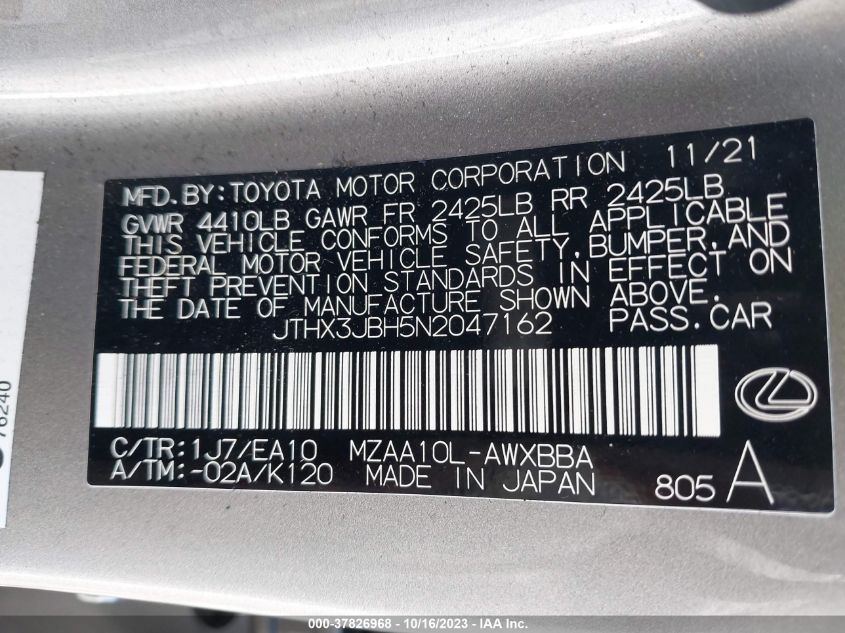 MFD.BY:TOYOTA MOTOR CORPORATION 11/21
GVWR 4410LB GAWR FR 2425LB RR 2425LB
THIS VEHICLE CONFORMS TO ALL APPLICABLE
FEDERAL MOTOR VEHICLE SAFETY,BUMPER,AND
THEFT PREVENTION STANDARDS IN EFFECT ON
THE DATE OF MANUFACTURE SHOWN ABOVE.
JTHX3JBH5N2047162 PASS.CAR
C/TR:1J7/EA10 MZAA10L-AWXBBA
A/TM:-02A/K120 MADE IN JAPAN
805 A
76240
000-37826968 | 10/16/2023 - IAA Inc.